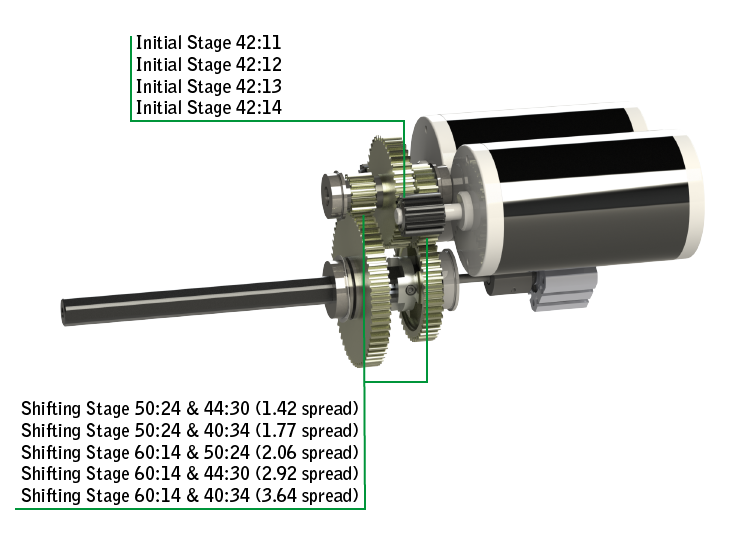 Initial Stage 42:11
Initial Stage 42:12
Initial Stage 42:13
Initial Stage 42:14
Shifting Stage 50:24 & 44:30 (1.42 spread)
Shifting Stage 50:24 & 40:34 (1.77 spread)
Shifting Stage 60:14 & 50:24 (2.06 spread)
Shifting Stage 60:14 & 44:30 (2.92 spread)
Shifting Stage 60:14 & 40:34 (3.64 spread)